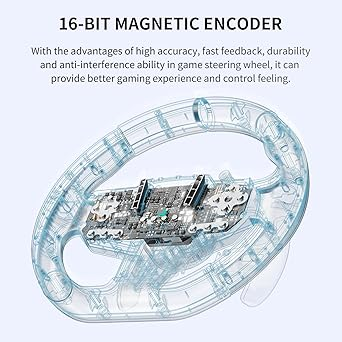 16-BIT MAGNETIC ENCODER
With the advantages of high accuracy, fast feedback, durability
and anti-interference ability in game steering wheel, it can
provide better gaming experience and control feeling.